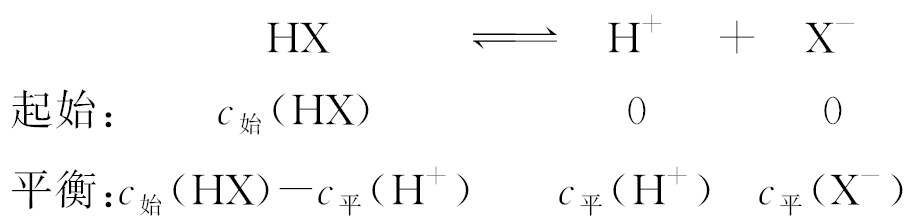 HX ⇌ H⁺ + X⁻
起始: c始(HX) 0 0
平衡:c始(HX)－c平(H⁺) c平(H⁺) c平(X⁻)